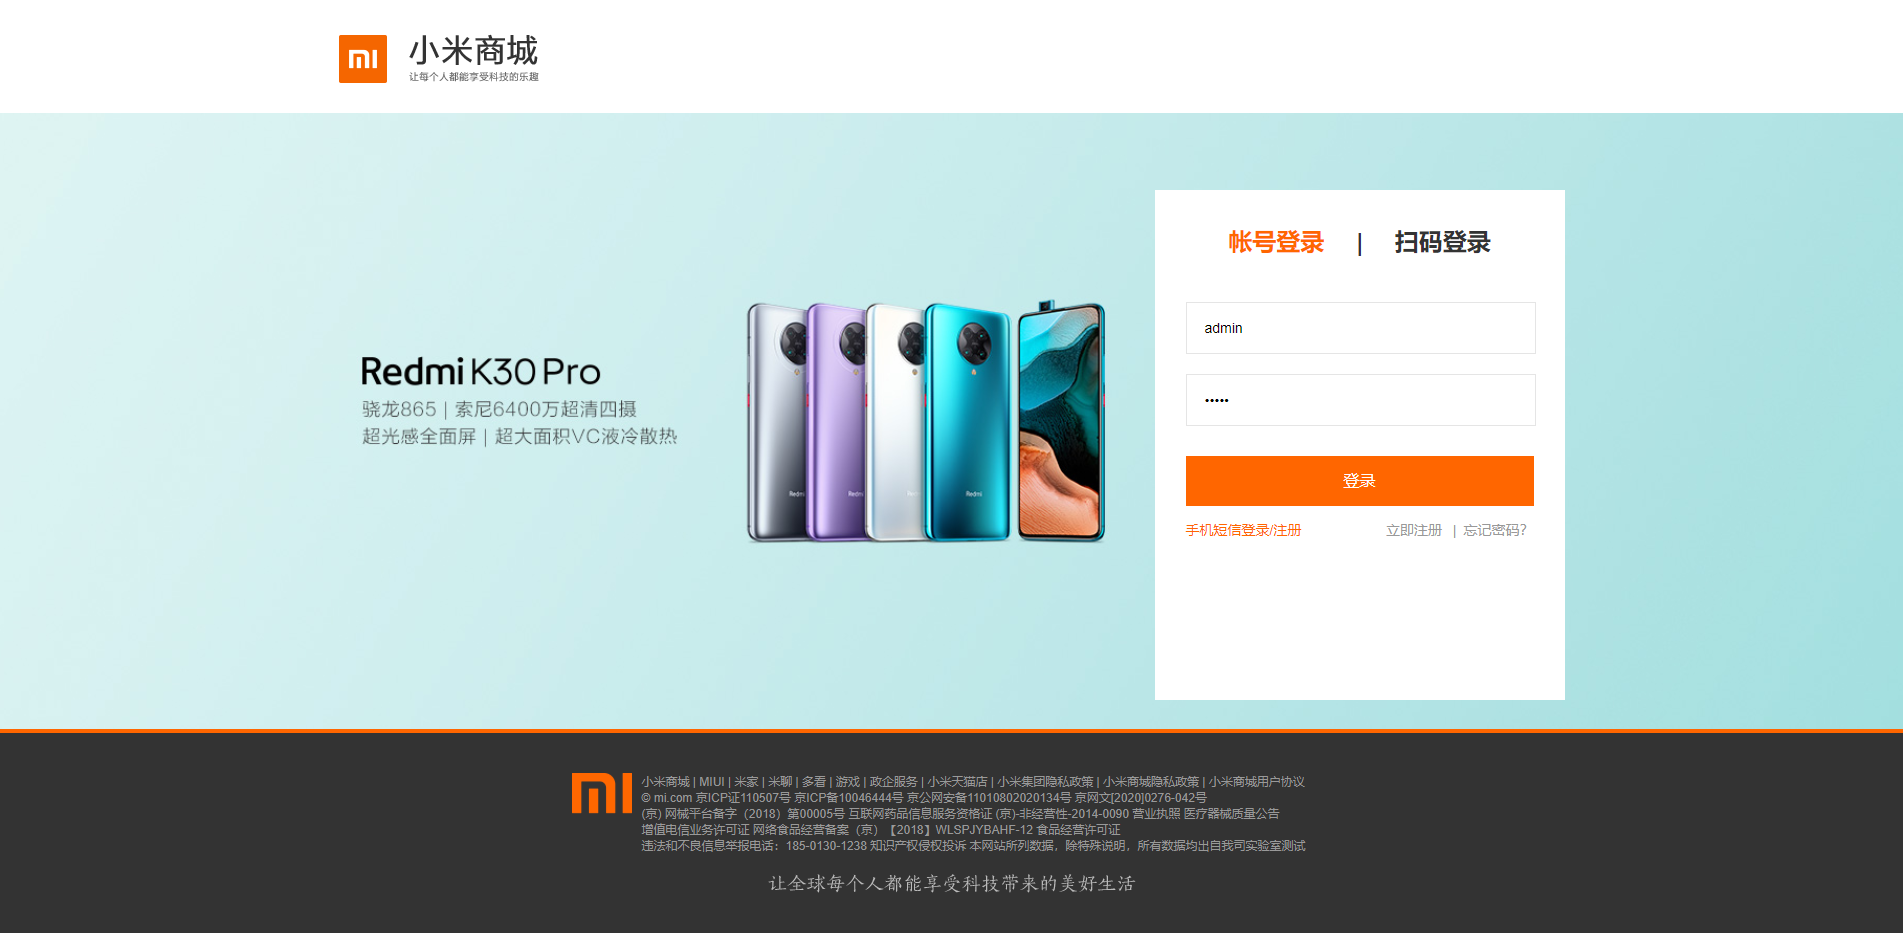 小米商城
让每个人都能享受科技的乐趣
帐号登录 | 扫码登录
admin
•••••
登录
手机短信登录/注册 立即注册 | 忘记密码?
Redmi K30 Pro
骁龙865 | 索尼6400万超清四摄
超光感全面屏 | 超大面积VC液冷散热
Redmi
Redmi
Redmi
小米商城 | MIUI | 米家 | 米聊 | 多看 | 游戏 | 政企服务 | 小米天猫店 | 小米集团隐私政策 | 小米商城隐私政策 | 小米商城用户协议
© mi.com 京ICP证110507号 京ICP备10046444号 京公网安备11010802020134号 京网文[2020]0276-042号
(京) 网械平台备字（2018）第00005号 互联网药品信息服务资格证 (京)-非经营性-2014-0090 营业执照 医疗器械质量公告
增值电信业务许可证 网络食品经营备案（京）【2018】WLSPJYBAHF-12 食品经营许可证
违法和不良信息举报电话：185-0130-1238 知识产权侵权投诉 本网站所列数据，除特殊说明，所有数据均出自我司实验室测试
让全球每个人都能享受科技带来的美好生活